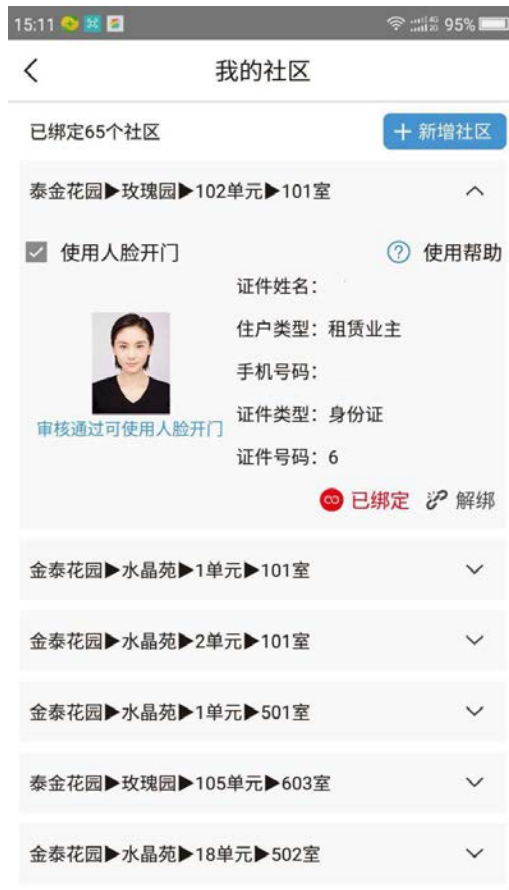 15:11 4G 2G 95%
我的社区
已绑定65个社区 + 新增社区
泰金花园▶玫瑰园▶102单元▶101室
使用人脸开门 ? 使用帮助
证件姓名：
住户类型：租赁业主
手机号码：
证件类型：身份证
审核通过可使用人脸开门
证件号码：6
已绑定 解绑
金泰花园▶水晶苑▶1单元▶101室
金泰花园▶水晶苑▶2单元▶101室
金泰花园▶水晶苑▶1单元▶501室
泰金花园▶玫瑰园▶105单元▶603室
金泰花园▶水晶苑▶18单元▶502室